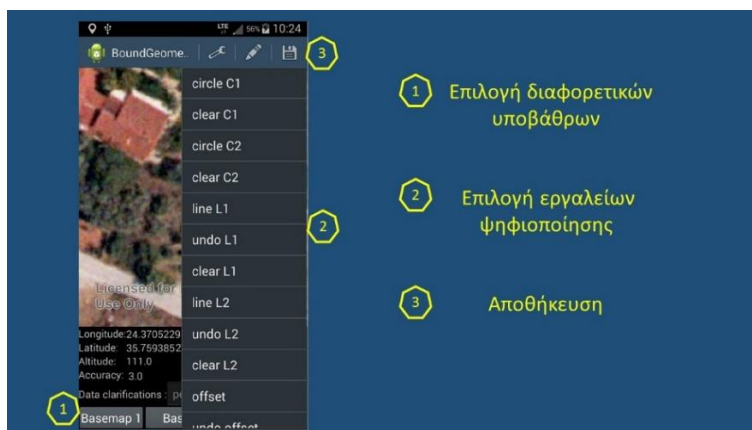 LTE 56% 10:24
BoundGeome..
3
circle C1
clear C1
circle C2
clear C2
line L1
undo L1
clear L1
line L2
undo L2
clear L2
offset
undo offset
2
Licensed for
Use Only
Longitude:24.3705229
Latitude: 35.7593852
Altitude: 111.0
Accuracy: 3.0
Data clarifications :
1
Basemap 1 Bas
1 Επιλογή διαφορετικών
υποβάθρων
2 Επιλογή εργαλείων
ψηφιοποίησης
3 Αποθήκευση